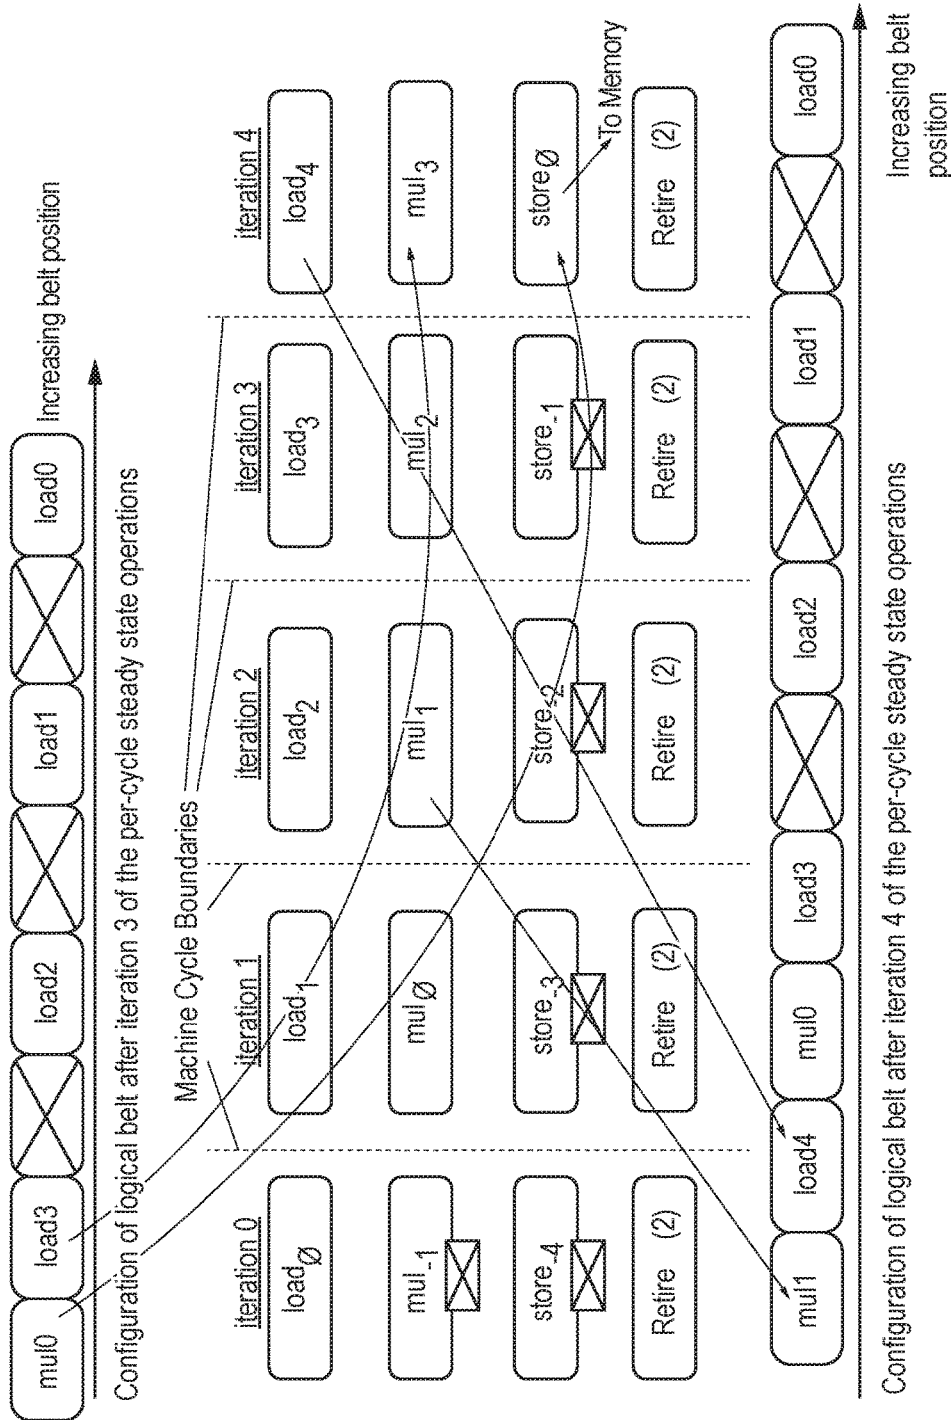 mul0 load3 load2 load1 load0 Increasing belt position
Configuration of logical belt after iteration 3 of the per-cycle steady state operations
Machine Cycle Boundaries
iteration 0 iteration 1 iteration 2 iteration 3 iteration 4
loadØ load1 load2 load3 load4
mul-1 mulØ mul1 mul2 mul3
store-4 store-3 store-2 store-1 storeØ
To Memory
Retire (2) Retire (2) Retire (2) Retire (2) Retire (2)
mul1 load4 mul0 load3 load2 load1 load0
Configuration of logical belt after iteration 4 of the per-cycle steady state operations
Increasing belt
position